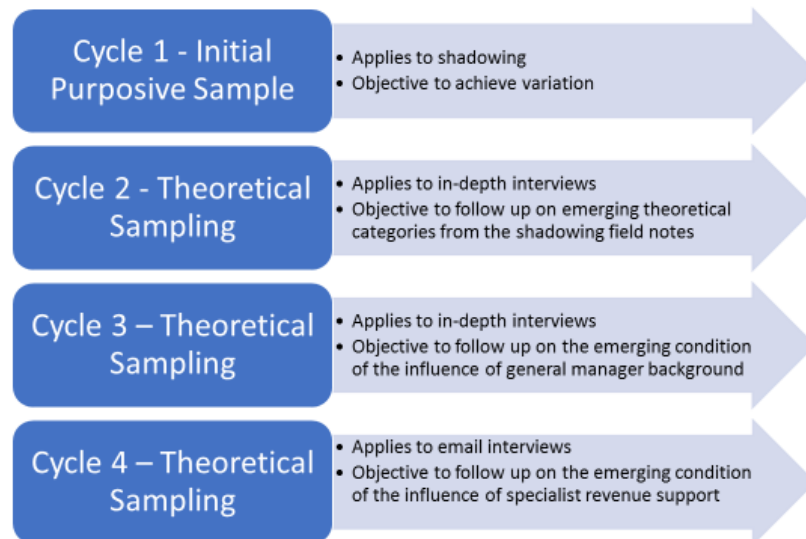 Cycle 1 - Initial
Purposive Sample
• Applies to shadowing
• Objective to achieve variation
Cycle 2 - Theoretical
Sampling
• Applies to in-depth interviews
• Objective to follow up on emerging theoretical
categories from the shadowing field notes
Cycle 3 – Theoretical
Sampling
• Applies to in-depth interviews
• Objective to follow up on the emerging condition
of the influence of general manager background
Cycle 4 – Theoretical
Sampling
• Applies to email interviews
• Objective to follow up on the emerging condition
of the influence of specialist revenue support